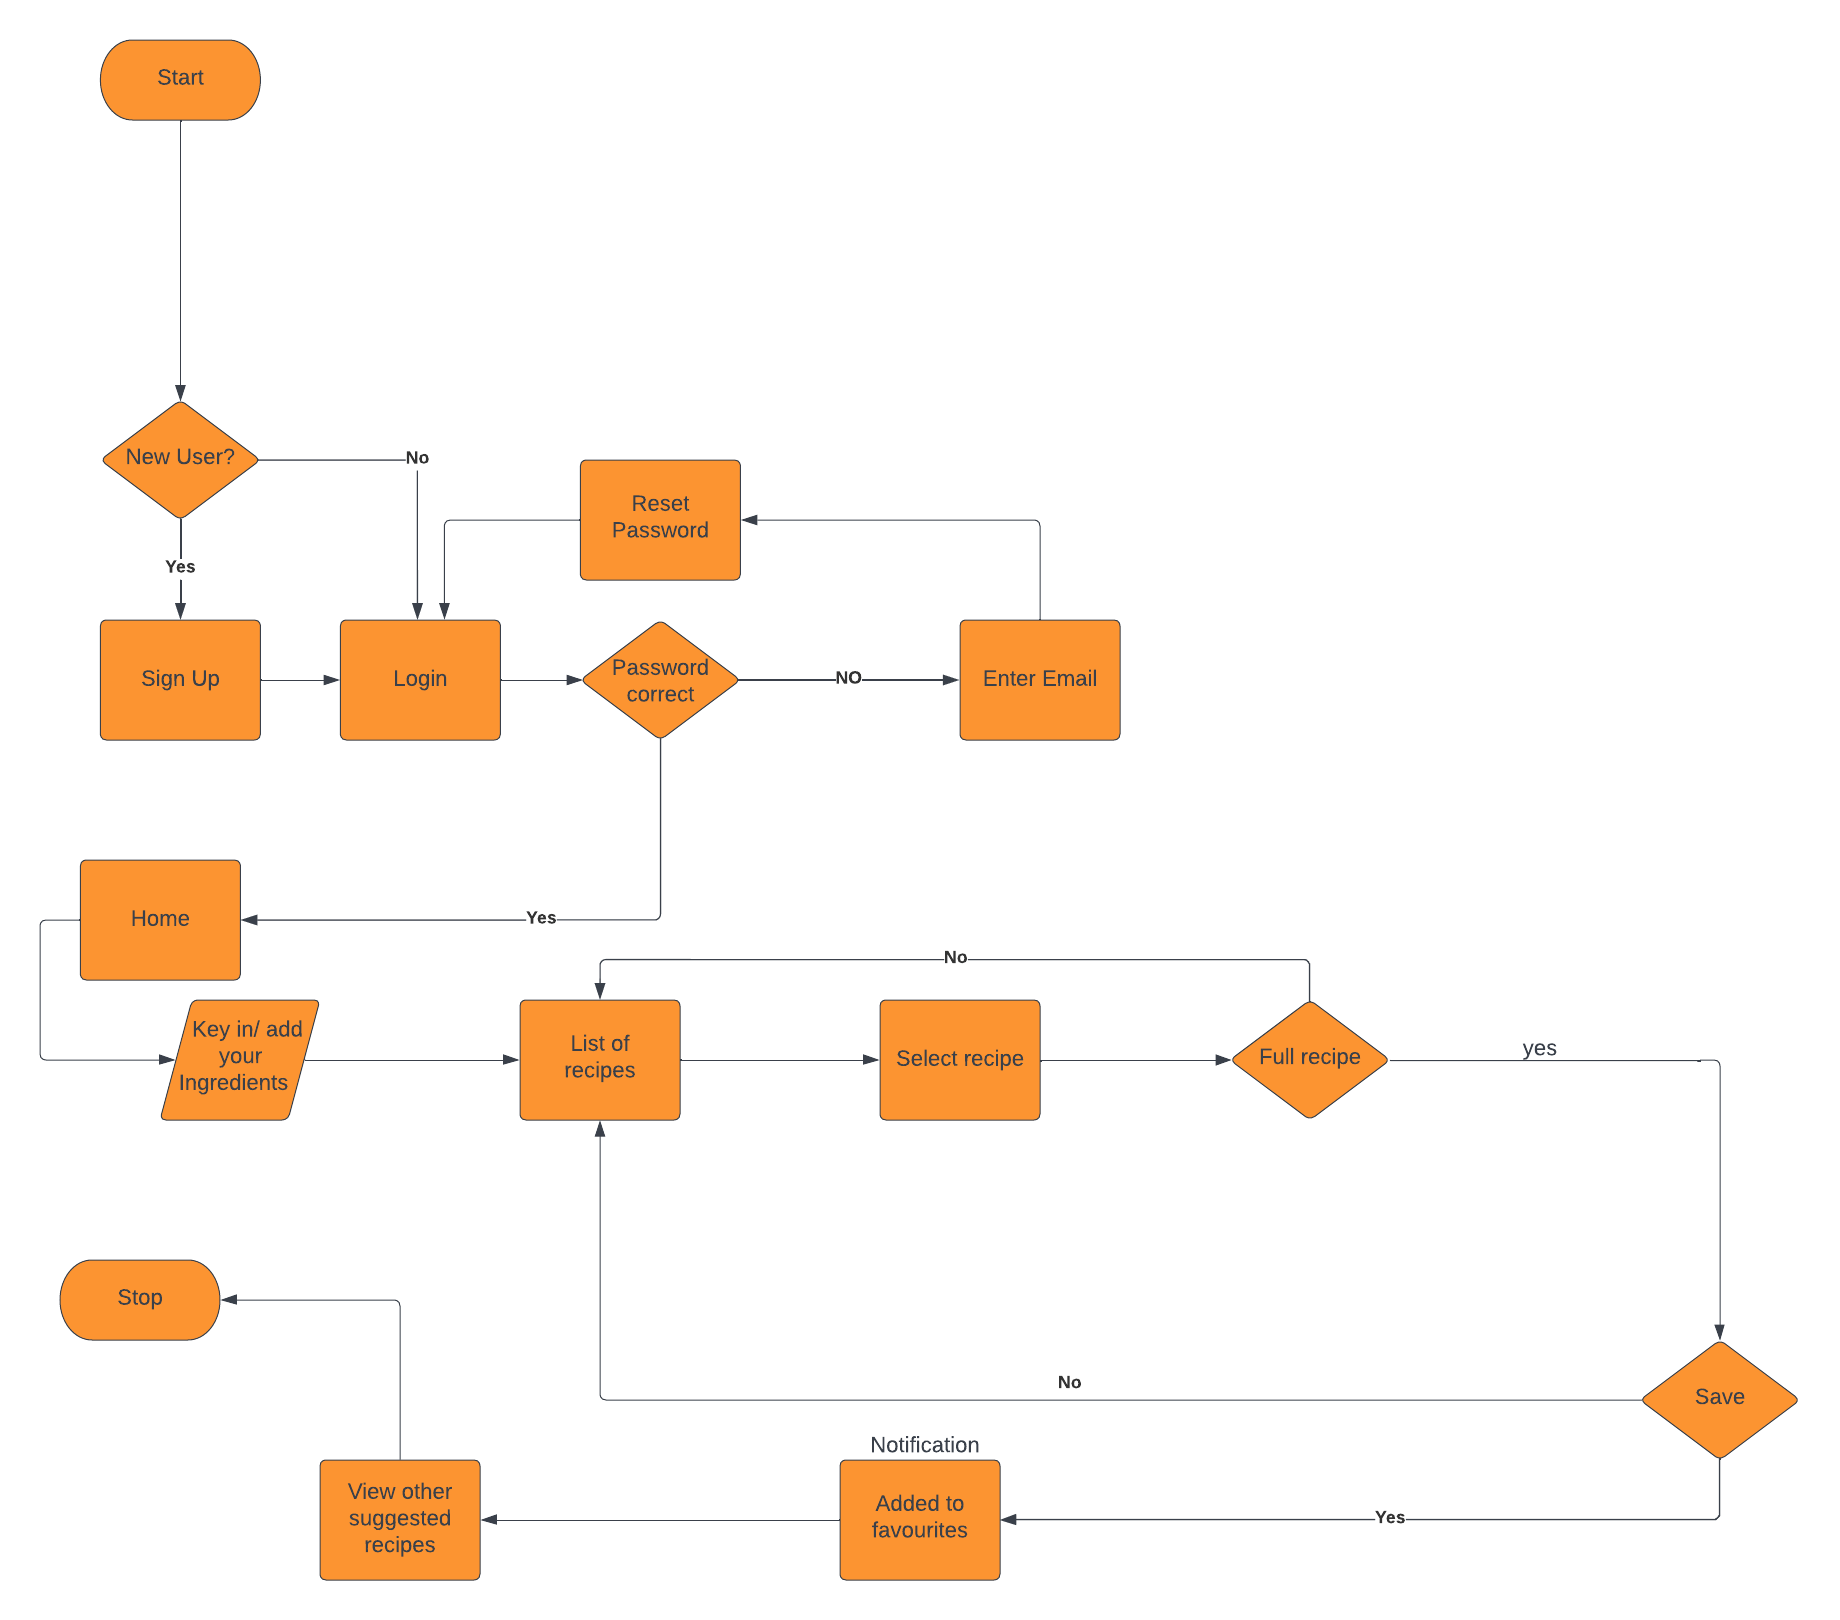 Start
New User?
No
Yes
Reset
Password
Sign Up
Login
Password
correct
NO
Enter Email
Home
Yes
No
Key in/ add
your
Ingredients
List of
recipes
Select recipe
Full recipe
yes
Stop
No
Save
Notification
View other
suggested
recipes
Added to
favourites
Yes